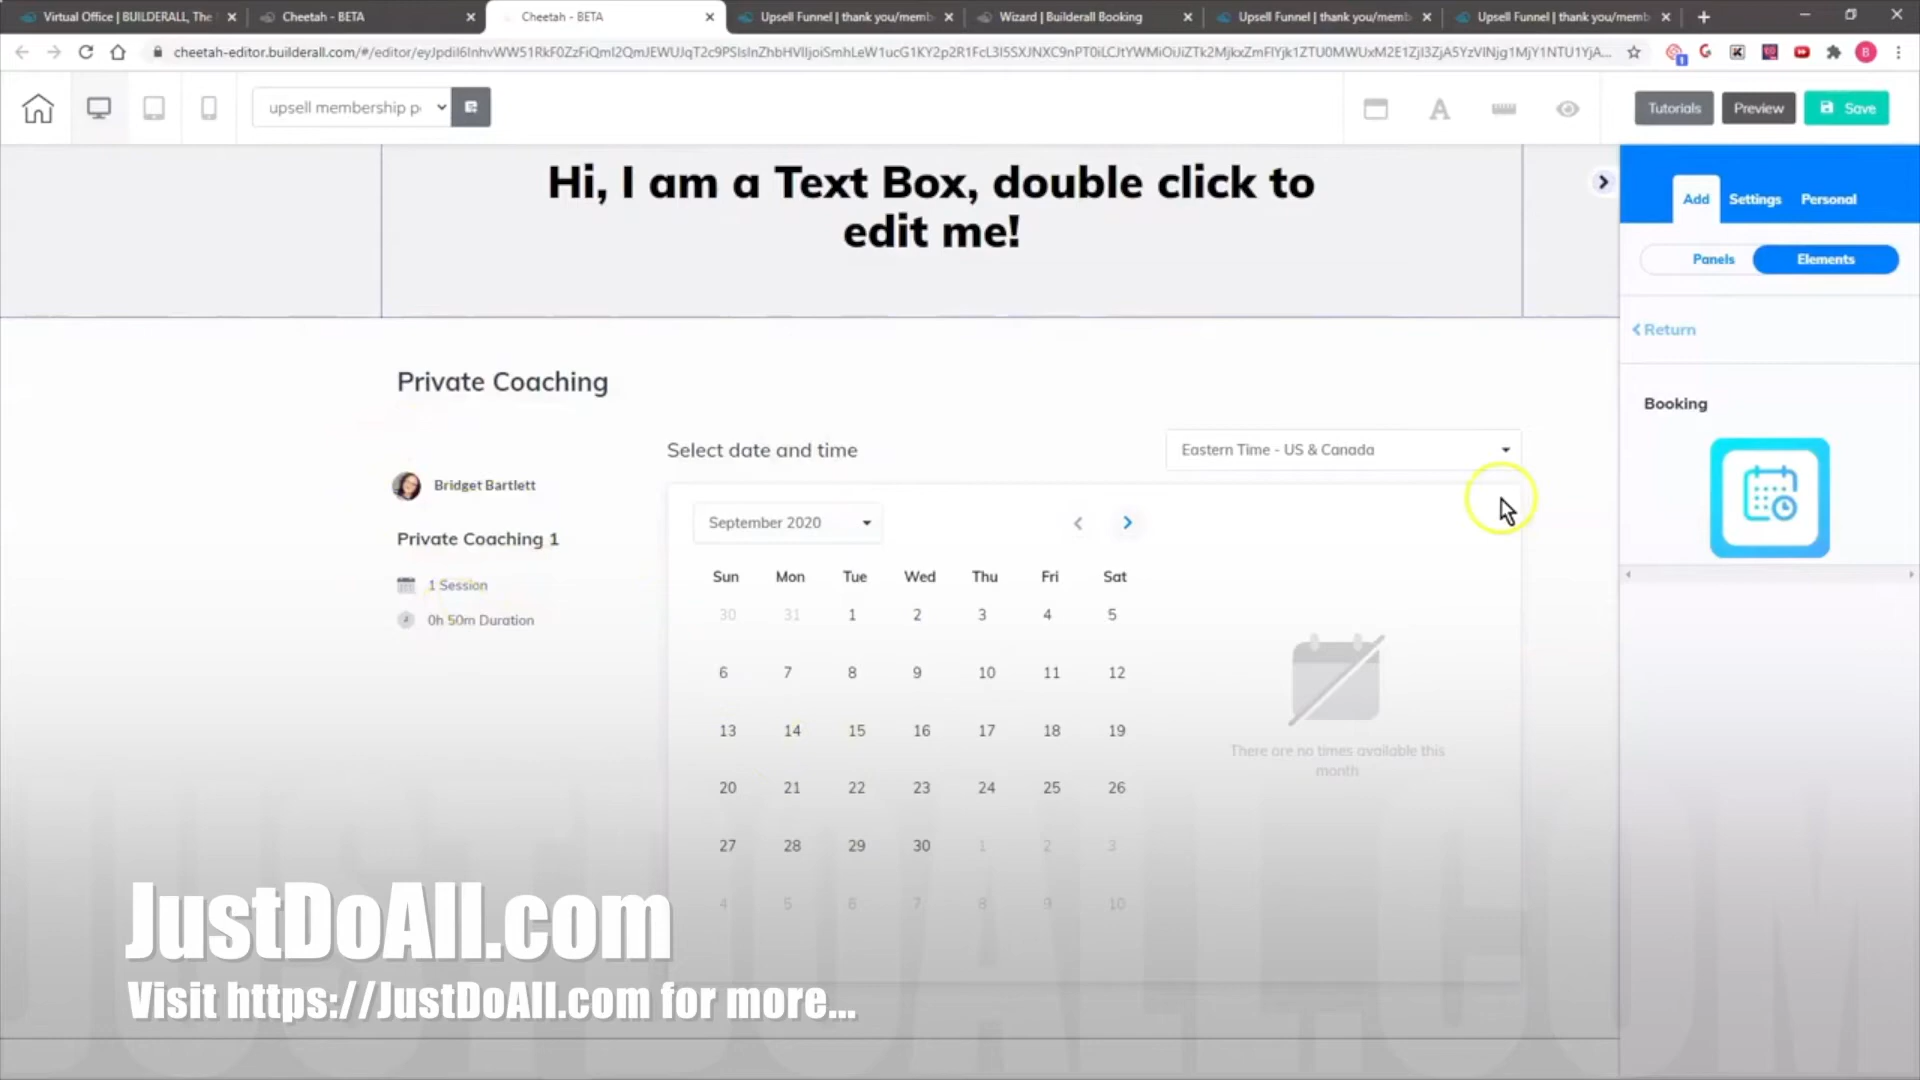 Virtual Office | BUILDERALL, The
Cheetah - BETA
Cheetah - BETA
Upsell Funnel | thank you/memb
Wizard | Builderall Booking
Upsell Funnel | thank you/memb
Upsell Funnel | thank you/memb
upsell membership p
Tutorials
Preview
Save
Hi, I am a Text Box, double click to
edit me!
Add
Settings
Personal
Panels
Elements
Return
Booking
Private Coaching
Select date and time
Eastern Time - US & Canada
Bridget Bartlett
Private Coaching 1
1 Session
0h 50m Duration
September 2020
Sun Mon Tue Wed Thu Fri Sat
30 31 1 2 3 4 5
6 7 8 9 10 11 12
13 14 15 16 17 18 19
20 21 22 23 24 25 26
27 28 29 30 1 2 3
4 5 6 7 8 9 10
There are no times available this
month
JustDoAll.com
Visit https://JustDoAll.com for more...
JUSTDOALL.COM